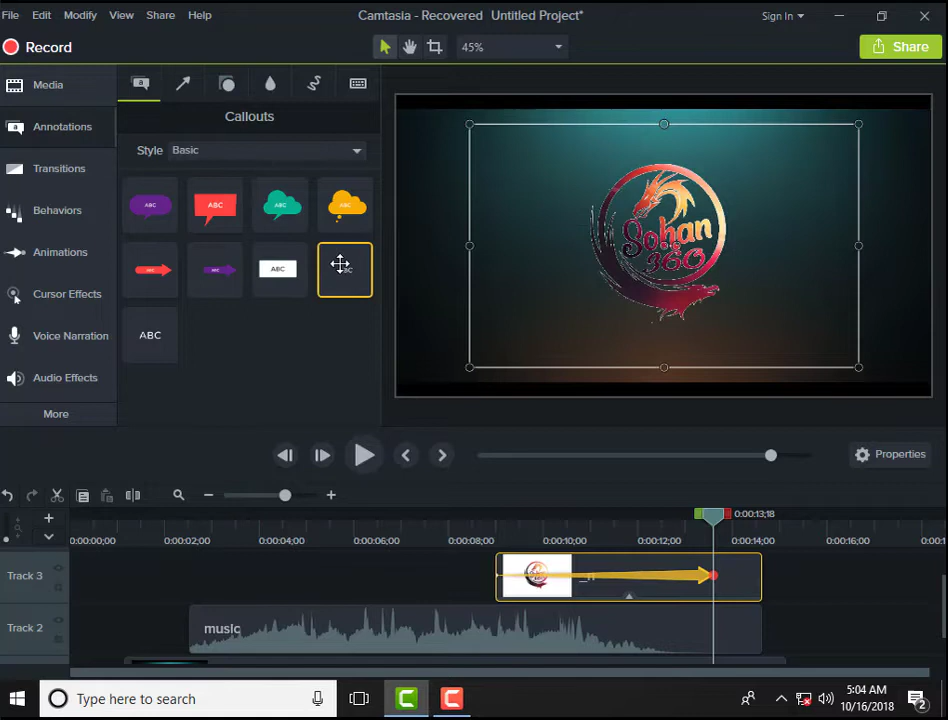 File Edit Modify View Share Help Camtasia - Recovered Untitled Project* Sign In
Record 45% Share
Media
Annotations
Transitions
Behaviors
Animations
Cursor Effects
Voice Narration
Audio Effects
More
Callouts
Style Basic
ABC ABC ABC ABC
ABC ABC ABC
ABC
Sohan
360
Properties
0:00:13;18
0:00:00;00 0:00:02;00 0:00:04;00 0:00:06;00 0:00:08;00 0:00:10;00 0:00:12;00 0:00:14;00 0:00:16;00
Track 3
Track 2 music
Type here to search
5:04 AM
10/16/2018
2